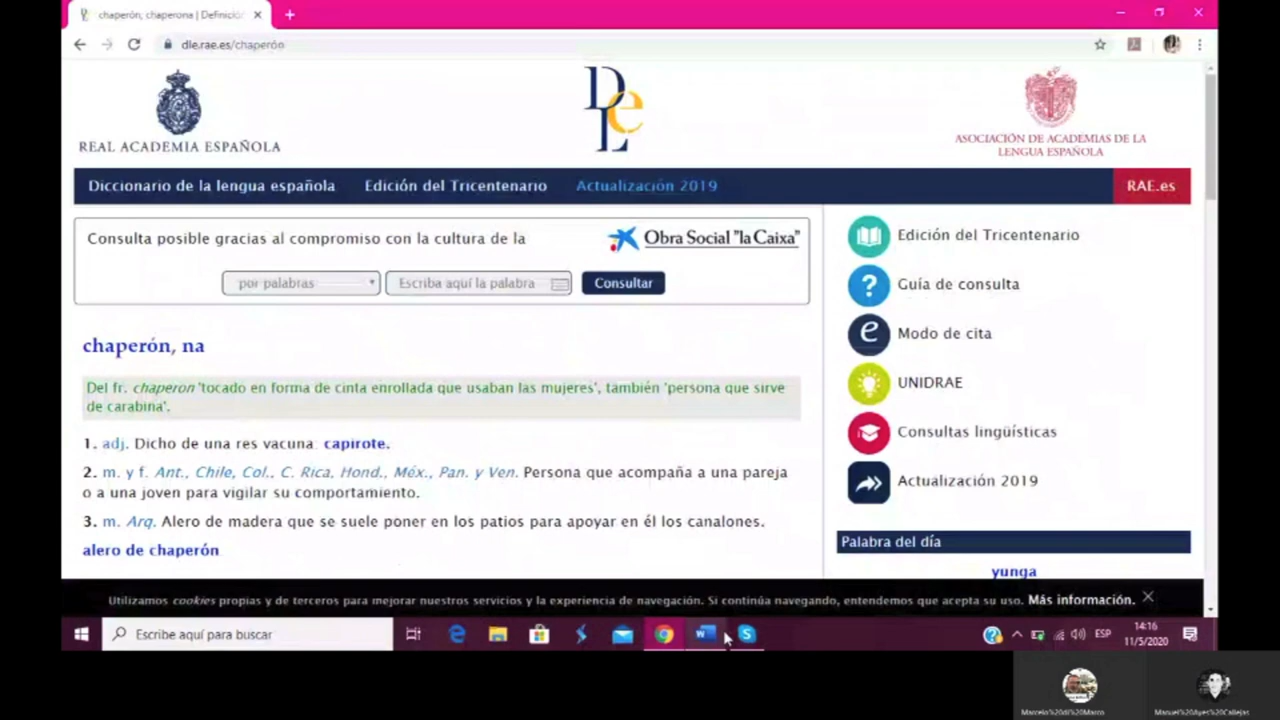 chaperón, chaperona | Definición
dle.rae.es/chaperón
REAL ACADEMIA ESPAÑOLA
DLe
ASOCIACIÓN DE ACADEMIAS DE LA
LENGUA ESPAÑOLA
Diccionario de la lengua española Edición del Tricentenario Actualización 2019 RAE.es
Consulta posible gracias al compromiso con la cultura de la Obra Social "la Caixa"
por palabras Escriba aquí la palabra Consultar
chaperón, na
Del fr. chaperon 'tocado en forma de cinta enrollada que usaban las mujeres', también 'persona que sirve
de carabina'.
1. adj. Dicho de una res vacuna: capirote.
2. m. y f. Ant., Chile, Col., C. Rica, Hond., Méx., Pan. y Ven. Persona que acompaña a una pareja
o a una joven para vigilar su comportamiento.
3. m. Arq. Alero de madera que se suele poner en los patios para apoyar en él los canalones.
alero de chaperón
Edición del Tricentenario
Guía de consulta
Modo de cita
UNIDRAE
Consultas lingüísticas
Actualización 2019
Palabra del día
yunga
Utilizamos cookies propias y de terceros para mejorar nuestros servicios y la experiencia de navegación. Si continúa navegando, entendemos que acepta su uso. Más información.
Escribe aquí para buscar
ESP
14:16
11/5/2020
Manuel%20Ayes%20Callejas